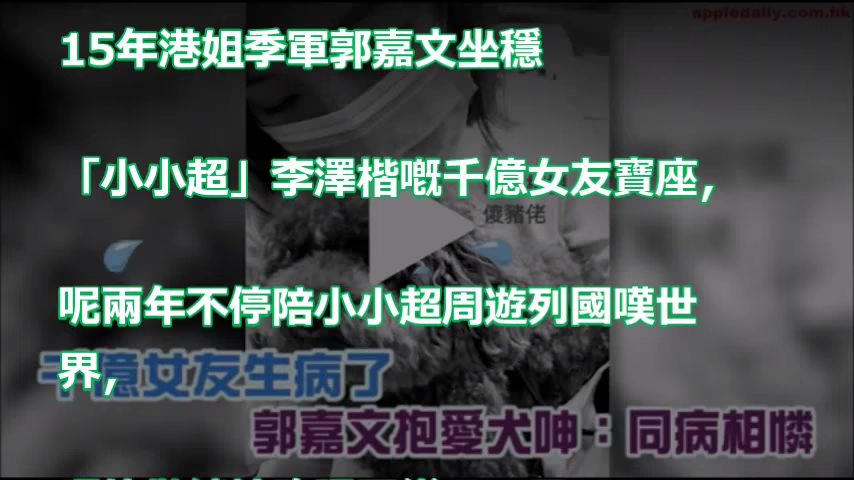 appledaily.com.hk
15年港姐季軍郭嘉文坐穩
「小小超」李澤楷嘅千億女友寶座，
傻豬佬
呢兩年不停陪小小超周遊列國嘆世
界，
千億女友生病了
郭嘉文抱愛犬呻：同病相憐